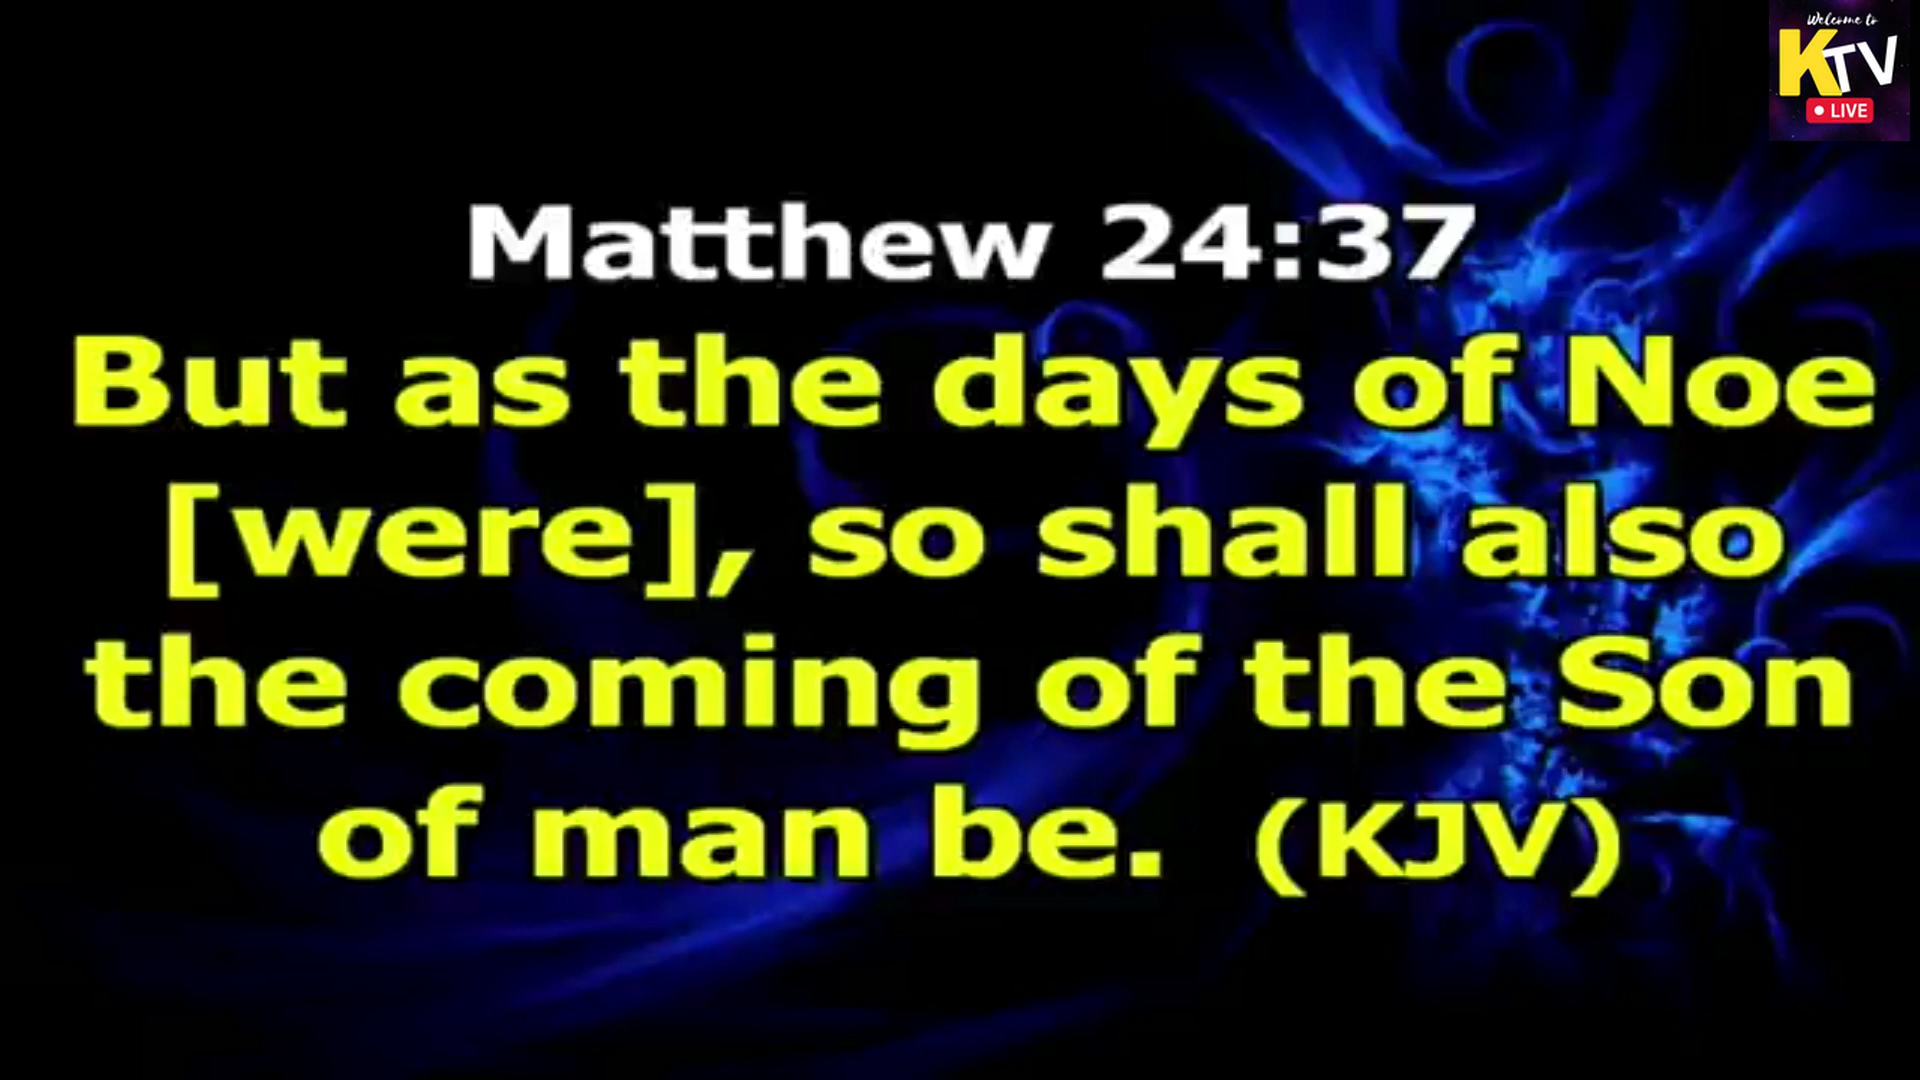 Welcome to
KTV
LIVE
Matthew 24:37
But as the days of Noe
[were], so shall also
the coming of the Son
of man be. (KJV)